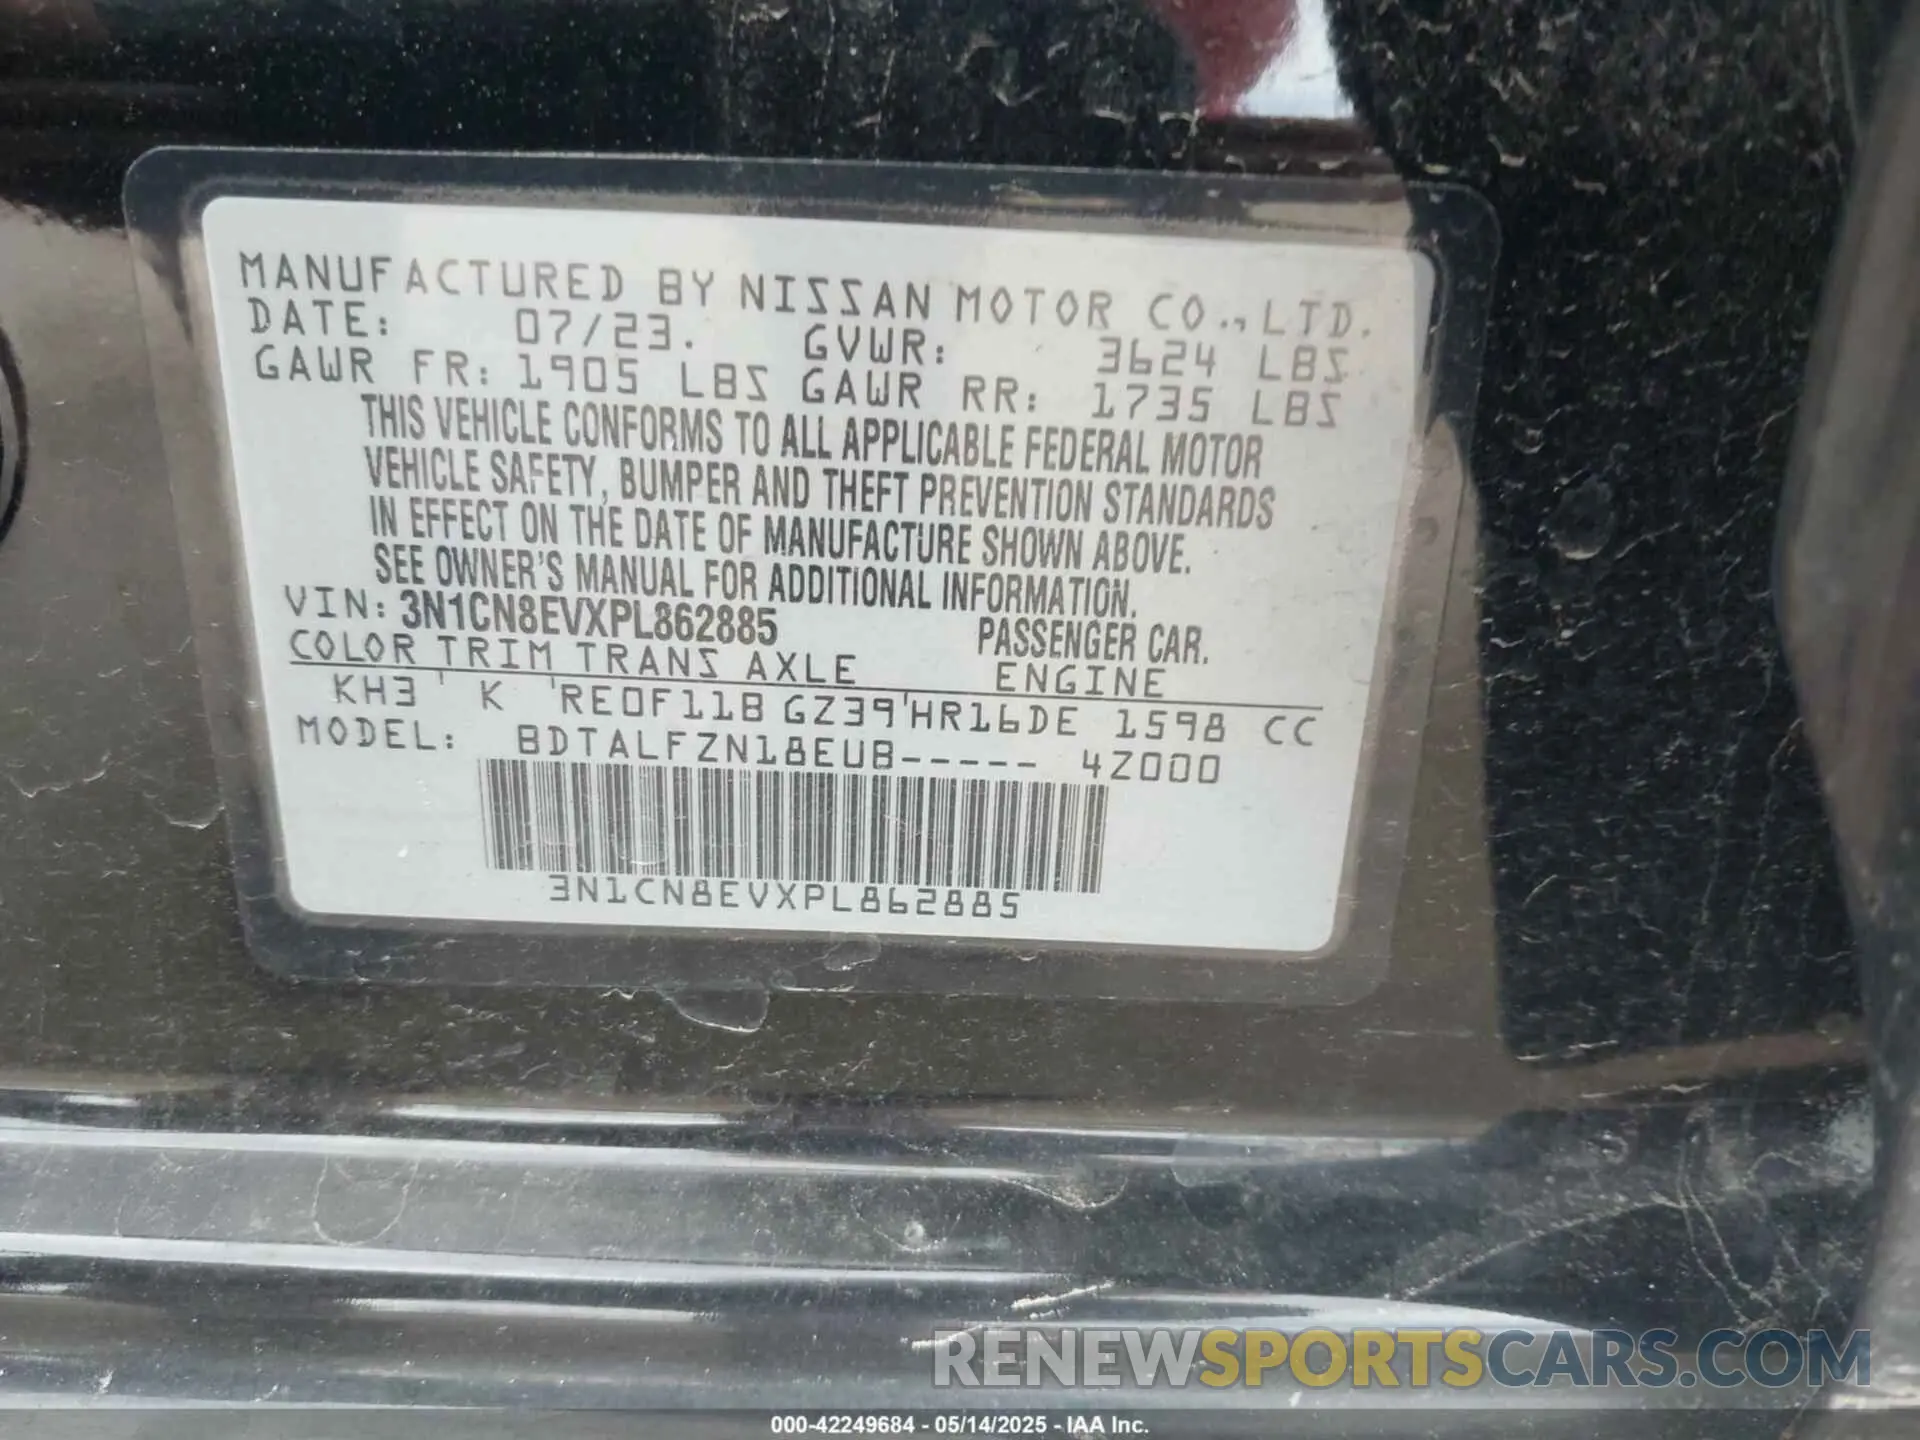 MANUFACTURED BY NISSAN MOTOR CO., LTD.
DATE: 07/23. GVWR: 3624 LBS
GAWR FR: 1905 LBS GAWR RR: 1735 LBS
THIS VEHICLE CONFORMS TO ALL APPLICABLE FEDERAL MOTOR
VEHICLE SAFETY, BUMPER AND THEFT PREVENTION STANDARDS
IN EFFECT ON THE DATE OF MANUFACTURE SHOWN ABOVE.
SEE OWNER'S MANUAL FOR ADDITIONAL INFORMATION.
VIN: 3N1CN8EVXPL862885 PASSENGER CAR.
COLOR TRIM TRANS AXLE ENGINE
KH3 ' K 'RE0F11B GZ39'HR16DE 1598 CC
MODEL: BDTALFZN18EUB----- 4Z000
3N1CN8EVXPL862885
RENEWSPORTSCARS.COM
000-42249684 - 05/14/2025 - IAA Inc.